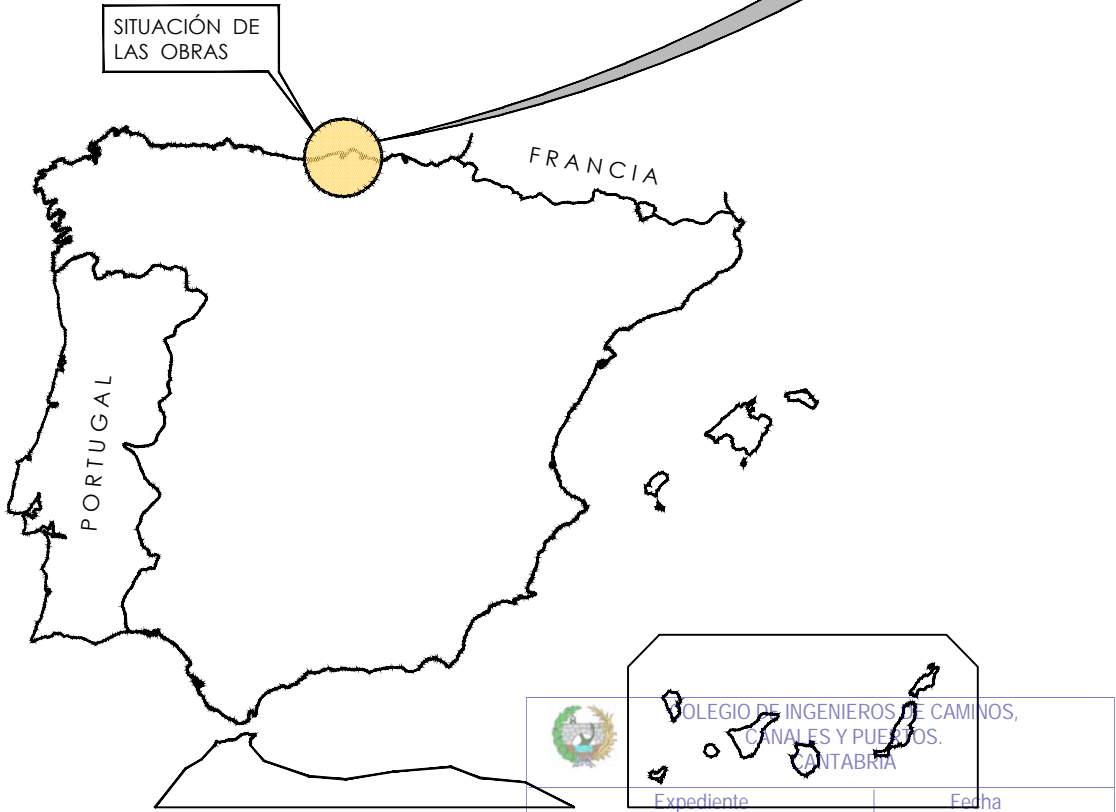 SITUACIÓN DE
LAS OBRAS
FRANCIA
PORTUGAL
COLEGIO DE INGENIEROS DE CAMINOS,
CANALES Y PUERTOS.
CANTABRIA
Expediente
Fecha